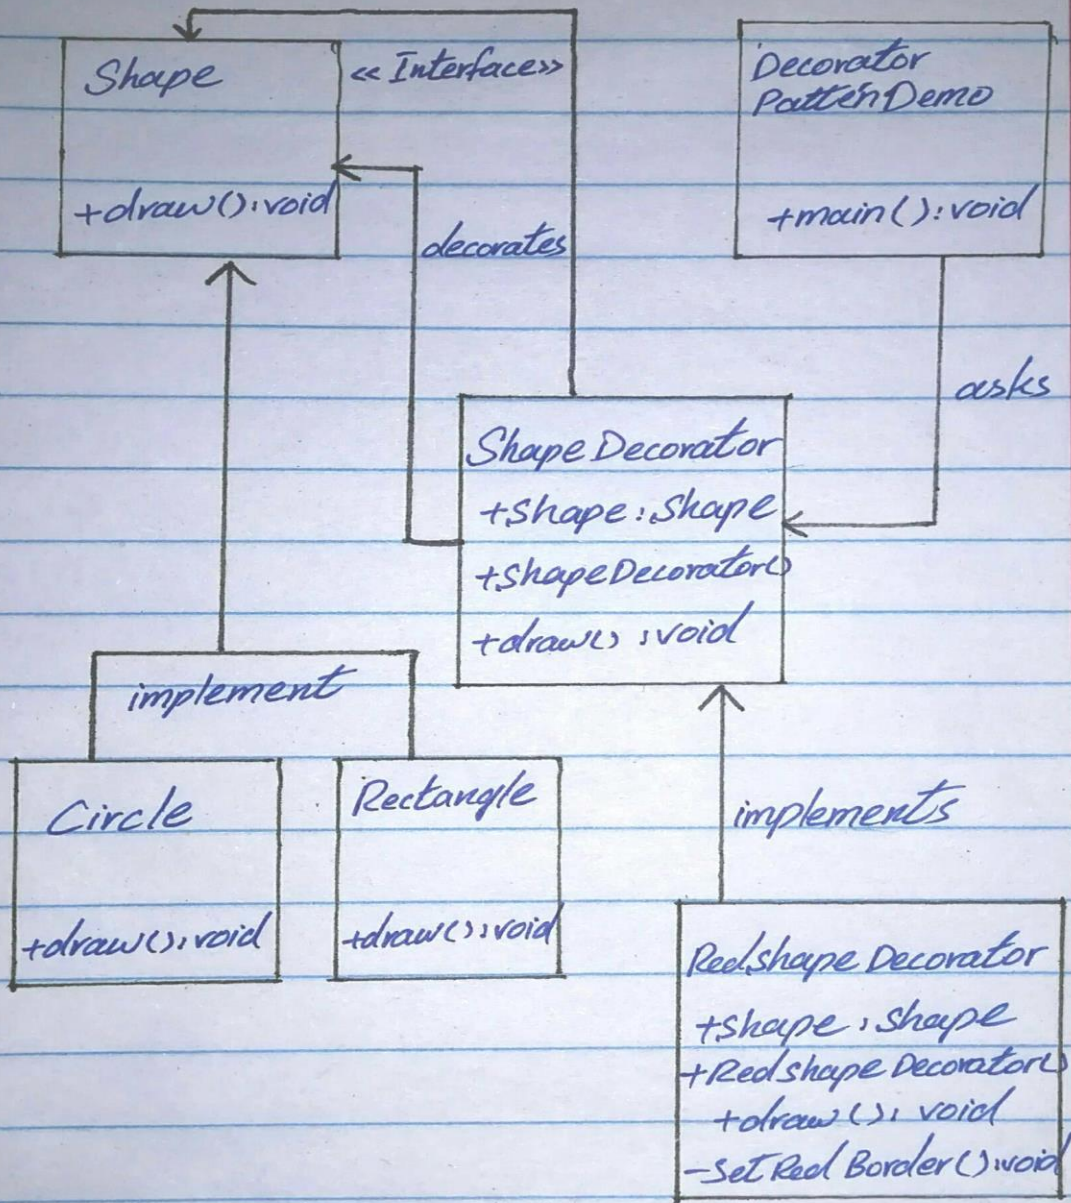 Shape
+draw():void
<< Interface>>
decorates
Decorator
PatterDemo
+main():void
asks
ShapeDecorator
+Shape:Shape
+ShapeDecorator()
+draw():void
implement
Circle
+draw():void
Rectangle
+draw():void
implements
RedshapeDecorator
+Shape:Shape
+RedshapeDecorator()
+draw():void
-SetRedBorder():void